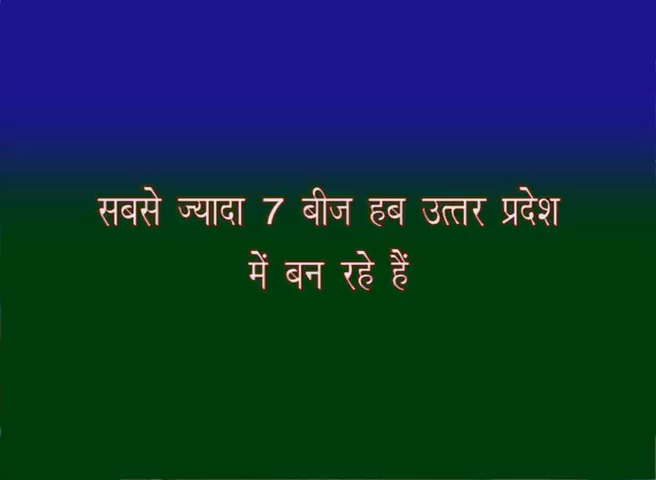 सबसे ज्यादा 7 बीज हब उत्तर प्रदेश
में बन रहे हैं